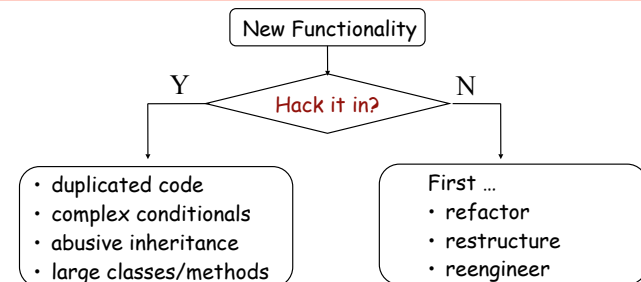 New Functionality
Y
Hack it in?
N
• duplicated code
• complex conditionals
• abusive inheritance
• large classes/methods
First ...
• refactor
• restructure
• reengineer